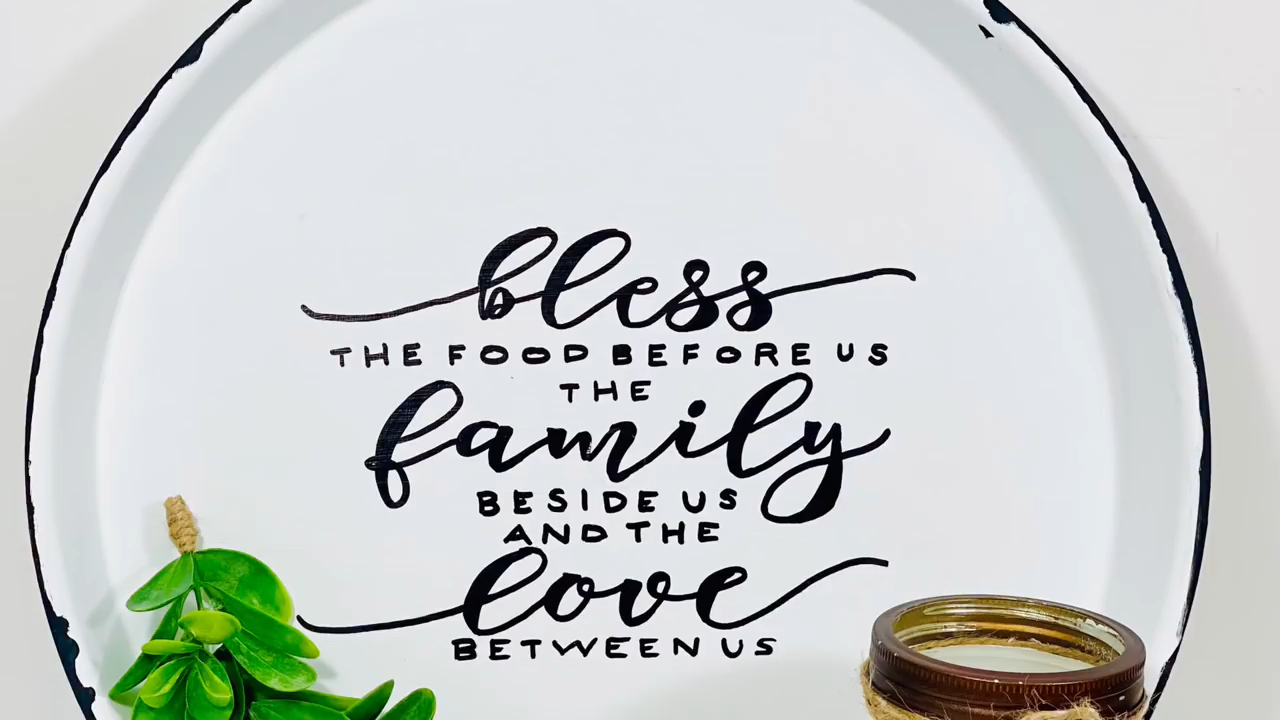 bless
THE FOOD BEFORE US
THE
family
BESIDE US
AND THE
love
BETWEEN US